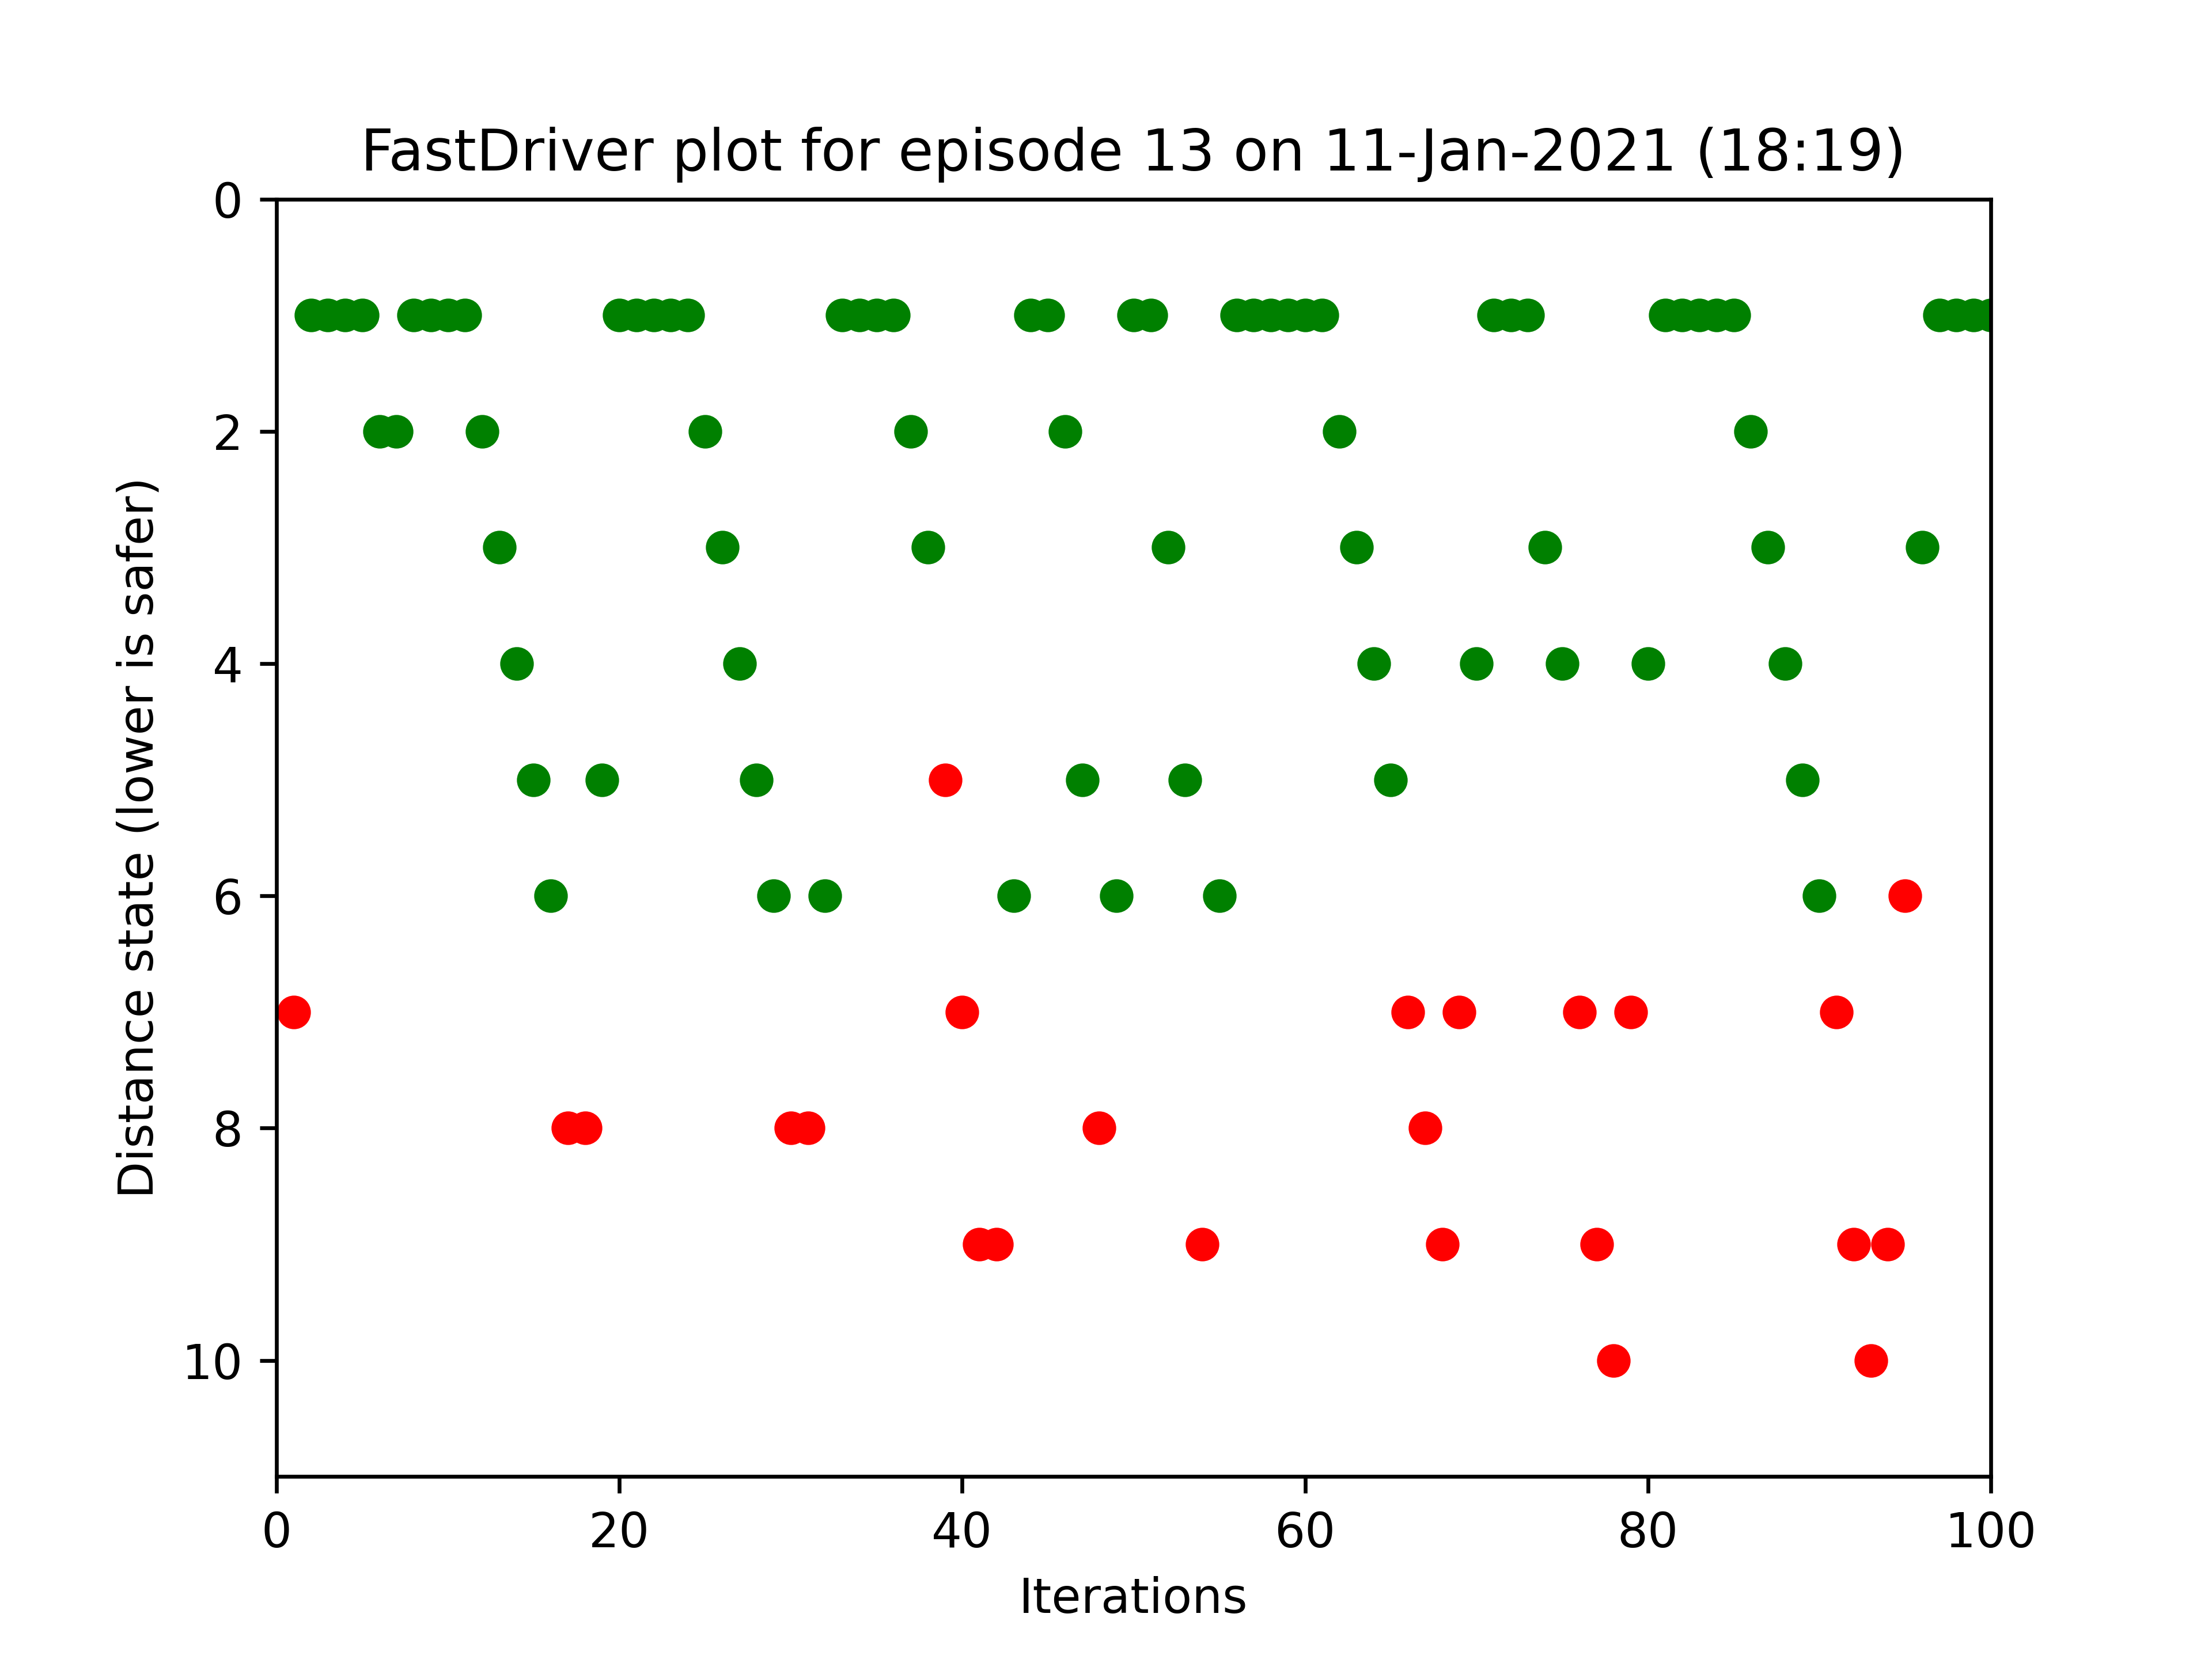 FastDriver plot for episode 13 on 11-Jan-2021 (18:19)
0
2
4
6
8
10
Distance state (lower is safer)
0 20 40 60 80 100
Iterations